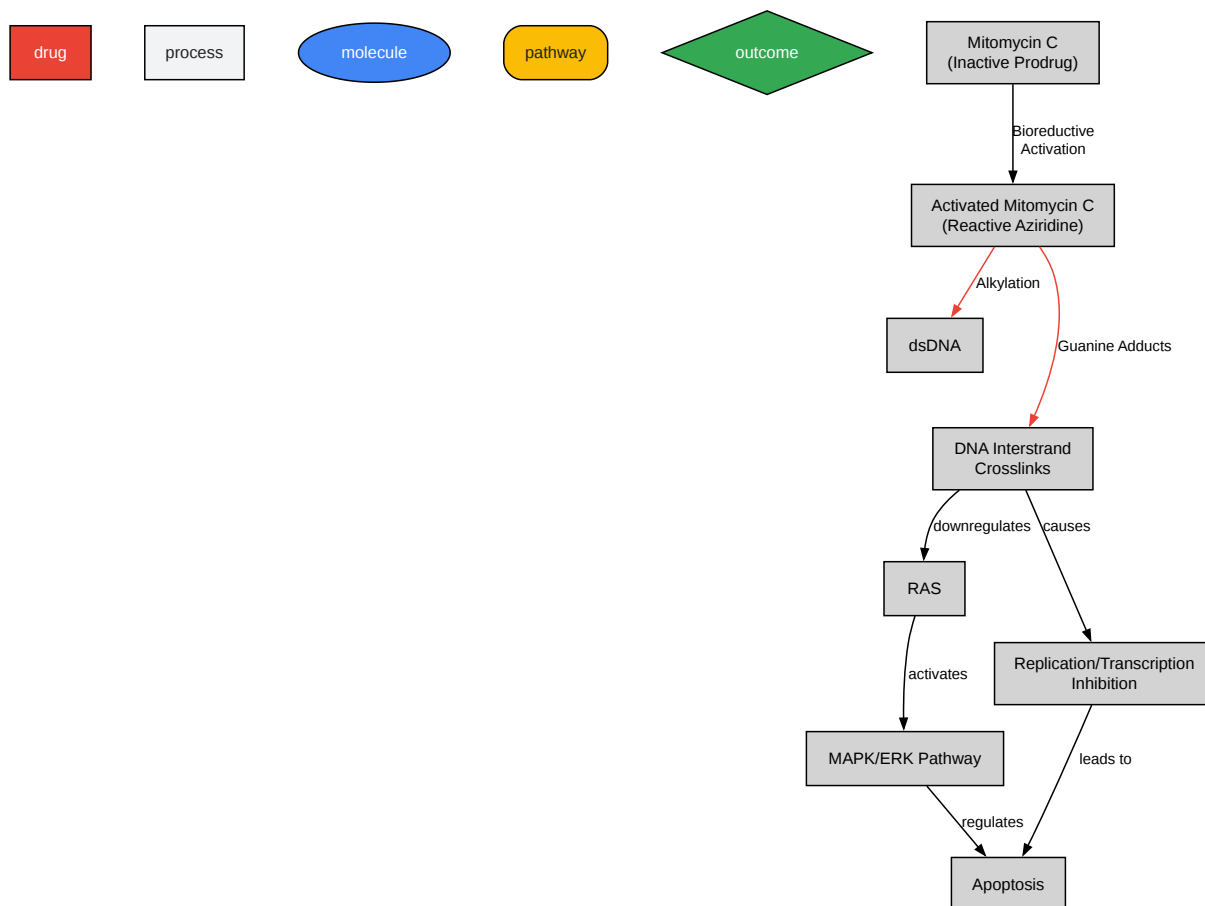 drug
process
molecule
pathway
outcome
Mitomycin C
(Inactive Prodrug)
Bioreductive
Activation
Activated Mitomycin C
(Reactive Aziridine)
Alkylation
dsDNA
Guanine Adducts
DNA Interstrand
Crosslinks
downregulates
causes
RAS
Replication/Transcription
Inhibition
activates
MAPK/ERK Pathway
leads to
regulates
Apoptosis